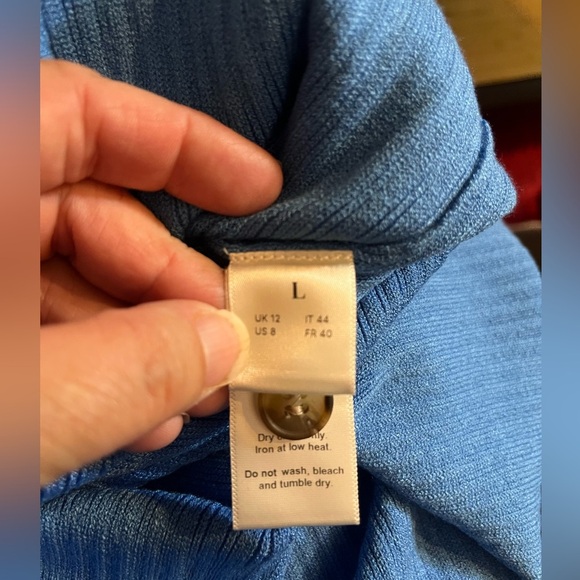 L
UK 12 IT 44
US 8 FR 40
Dry
Iron at low heat.
Do not wash, bleach
and tumble dry.